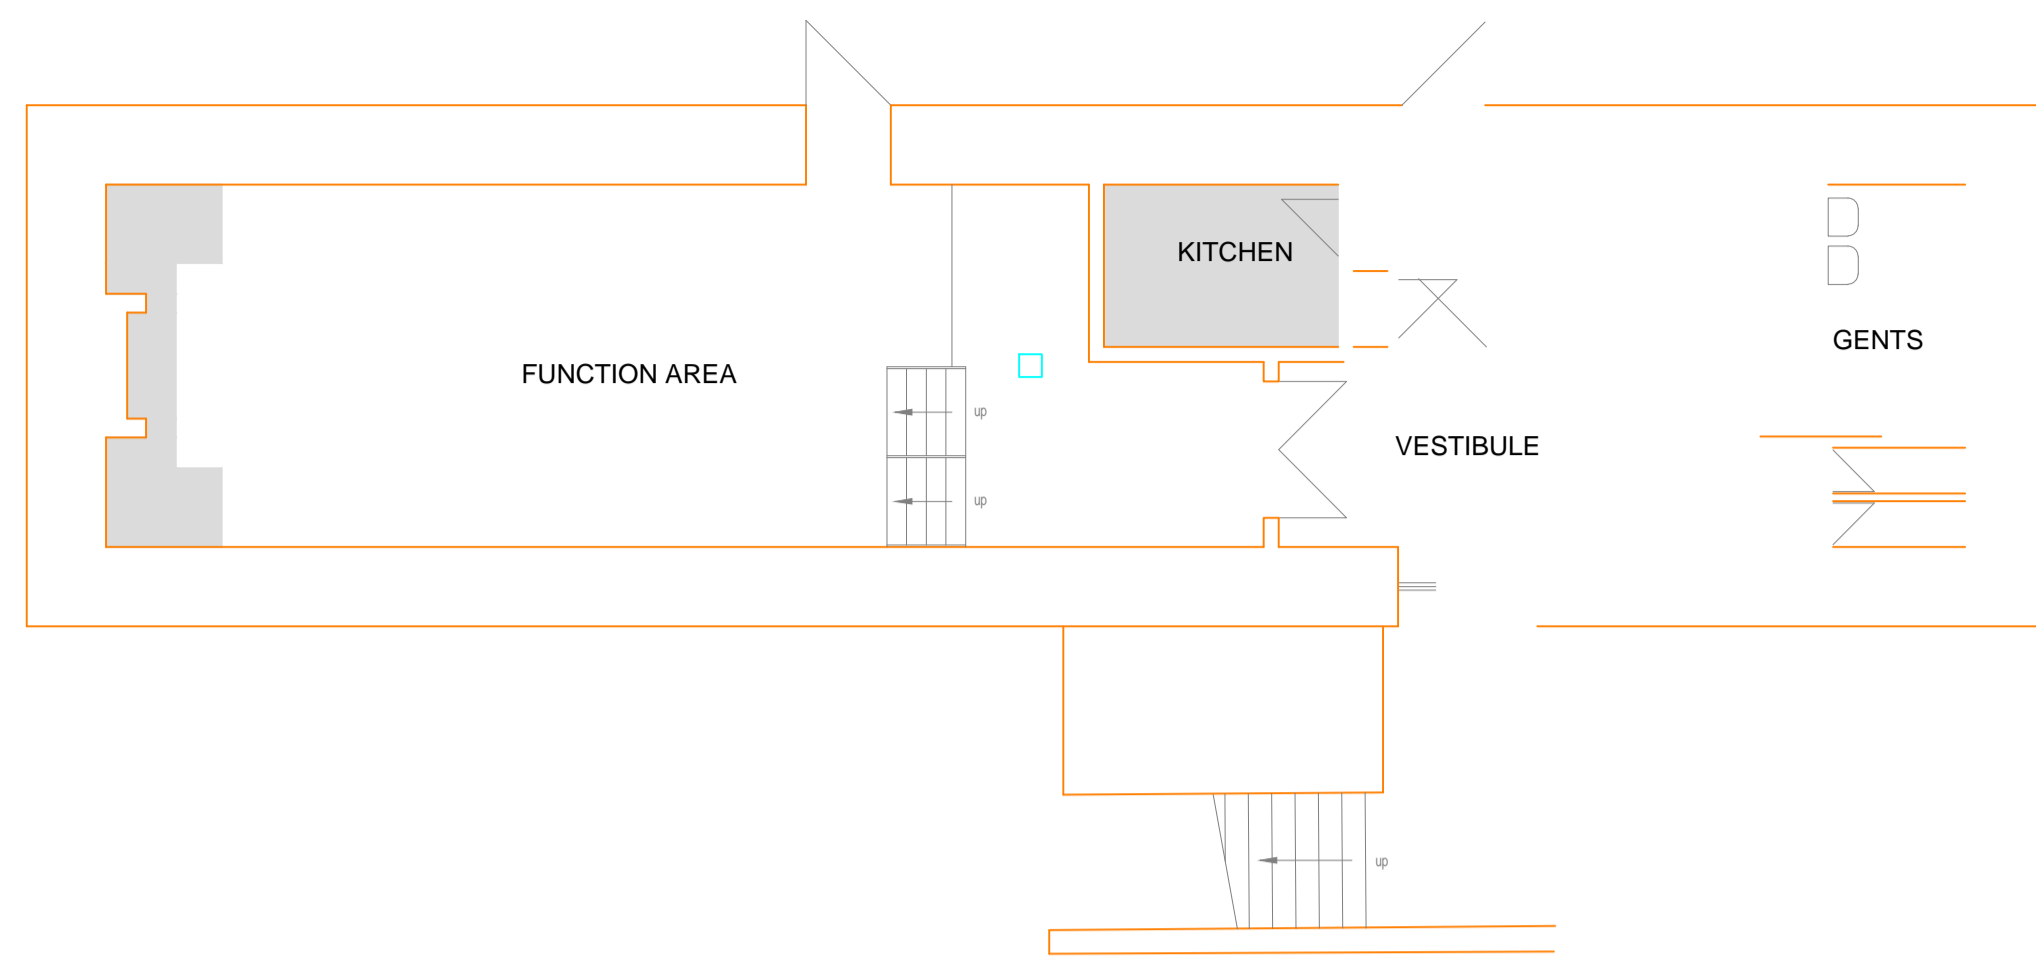 KITCHEN
GENTS
FUNCTION AREA
up
VESTIBULE
up
up